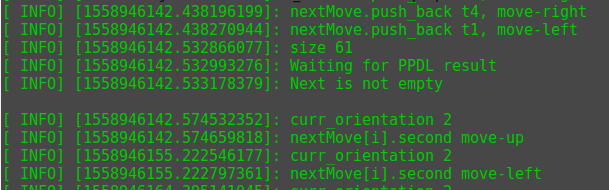 [ INFO] [1558946142.438196199]: nextMove.push_back t4, move-right
[ INFO] [1558946142.438270944]: nextMove.push_back t1, move-left
[ INFO] [1558946142.532866077]: size 61
[ INFO] [1558946142.532993276]: Waiting for PPDL result
[ INFO] [1558946142.533178379]: Next is not empty
[ INFO] [1558946142.574532352]: curr_orientation 2
[ INFO] [1558946142.574659818]: nextMove[i].second move-up
[ INFO] [1558946155.222546177]: curr_orientation 2
[ INFO] [1558946155.222797361]: nextMove[i].second move-left